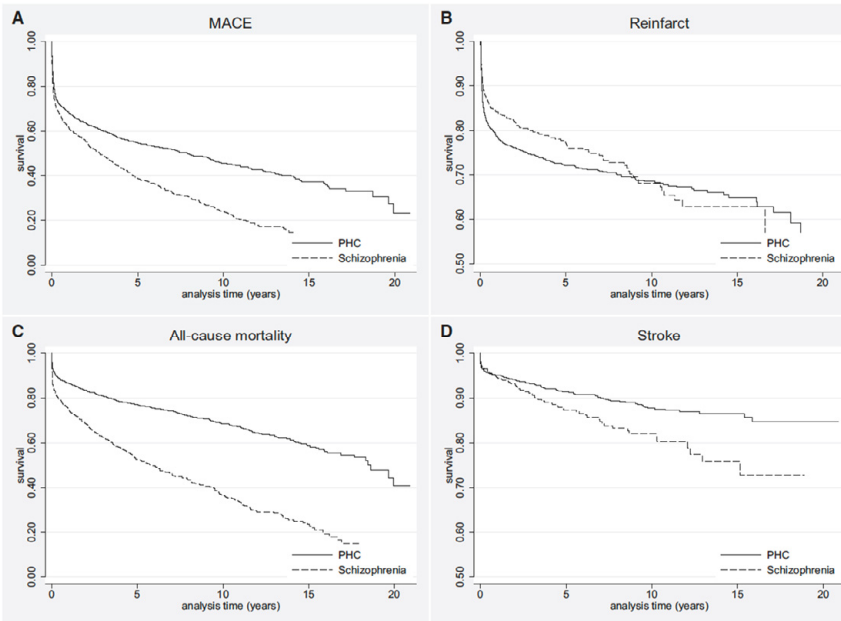 A
MACE
survival
1.00
0.80
0.60
0.40
0.20
0.00
PHC
Schizophrenia
0
5
10
15
20
analysis time (years)
B
Reinfarct
survival
1.00
0.90
0.80
0.70
0.60
0.50
PHC
Schizophrenia
0
5
10
15
20
analysis time (years)
C
All-cause mortality
survival
1.00
0.80
0.60
0.40
0.20
0.00
PHC
Schizophrenia
0
5
10
15
20
analysis time (years)
D
Stroke
survival
1.00
0.90
0.80
0.70
0.60
0.50
PHC
Schizophrenia
0
5
10
15
20
analysis time (years)